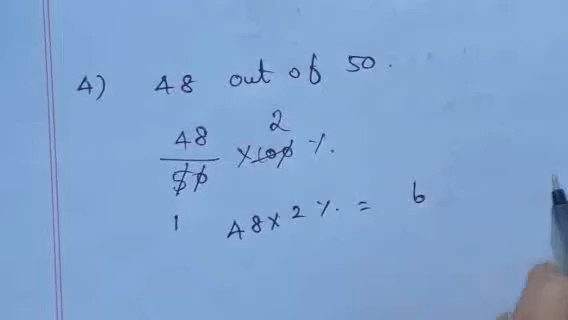 4) 48 out of 50.
2
48/50 × 100 %.
1
48 × 2 %. = 6